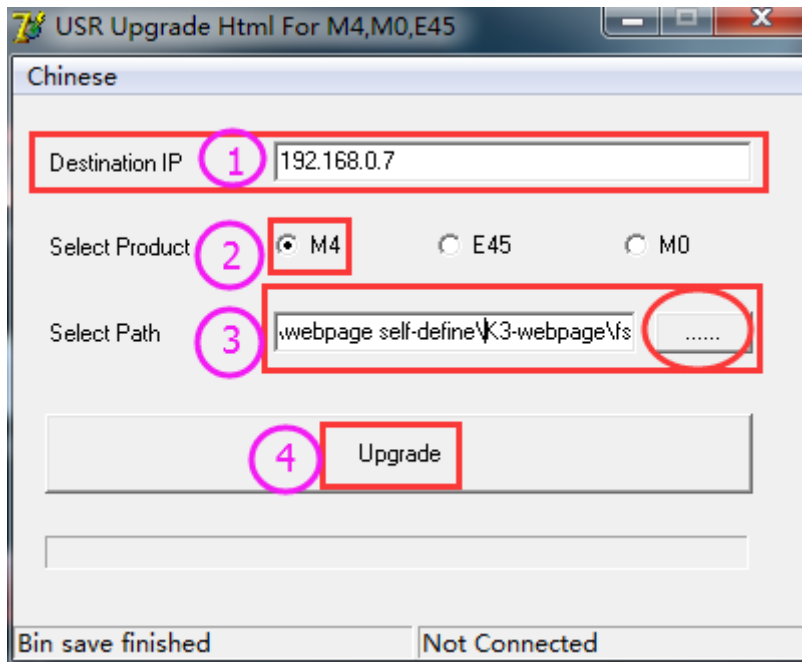 USR Upgrade Html For M4,M0,E45
Chinese
Destination IP 1 192.168.0.7
Select Product 2 M4 E45 M0
Select Path 3 .\webpage self-define\K3-webpage\fs ......
4 Upgrade
Bin save finished Not Connected